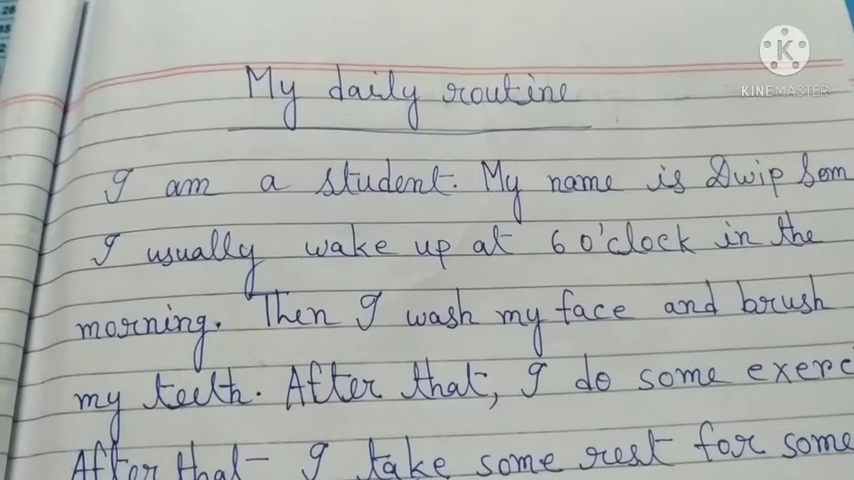 My daily routine
I am a student. My name is Dwip Som
I usually wake up at 6 o'clock in the
morning. Then I wash my face and brush
my teeth. After that, I do some exerc
After that I take some rest for some
K
KINEMASTER
28